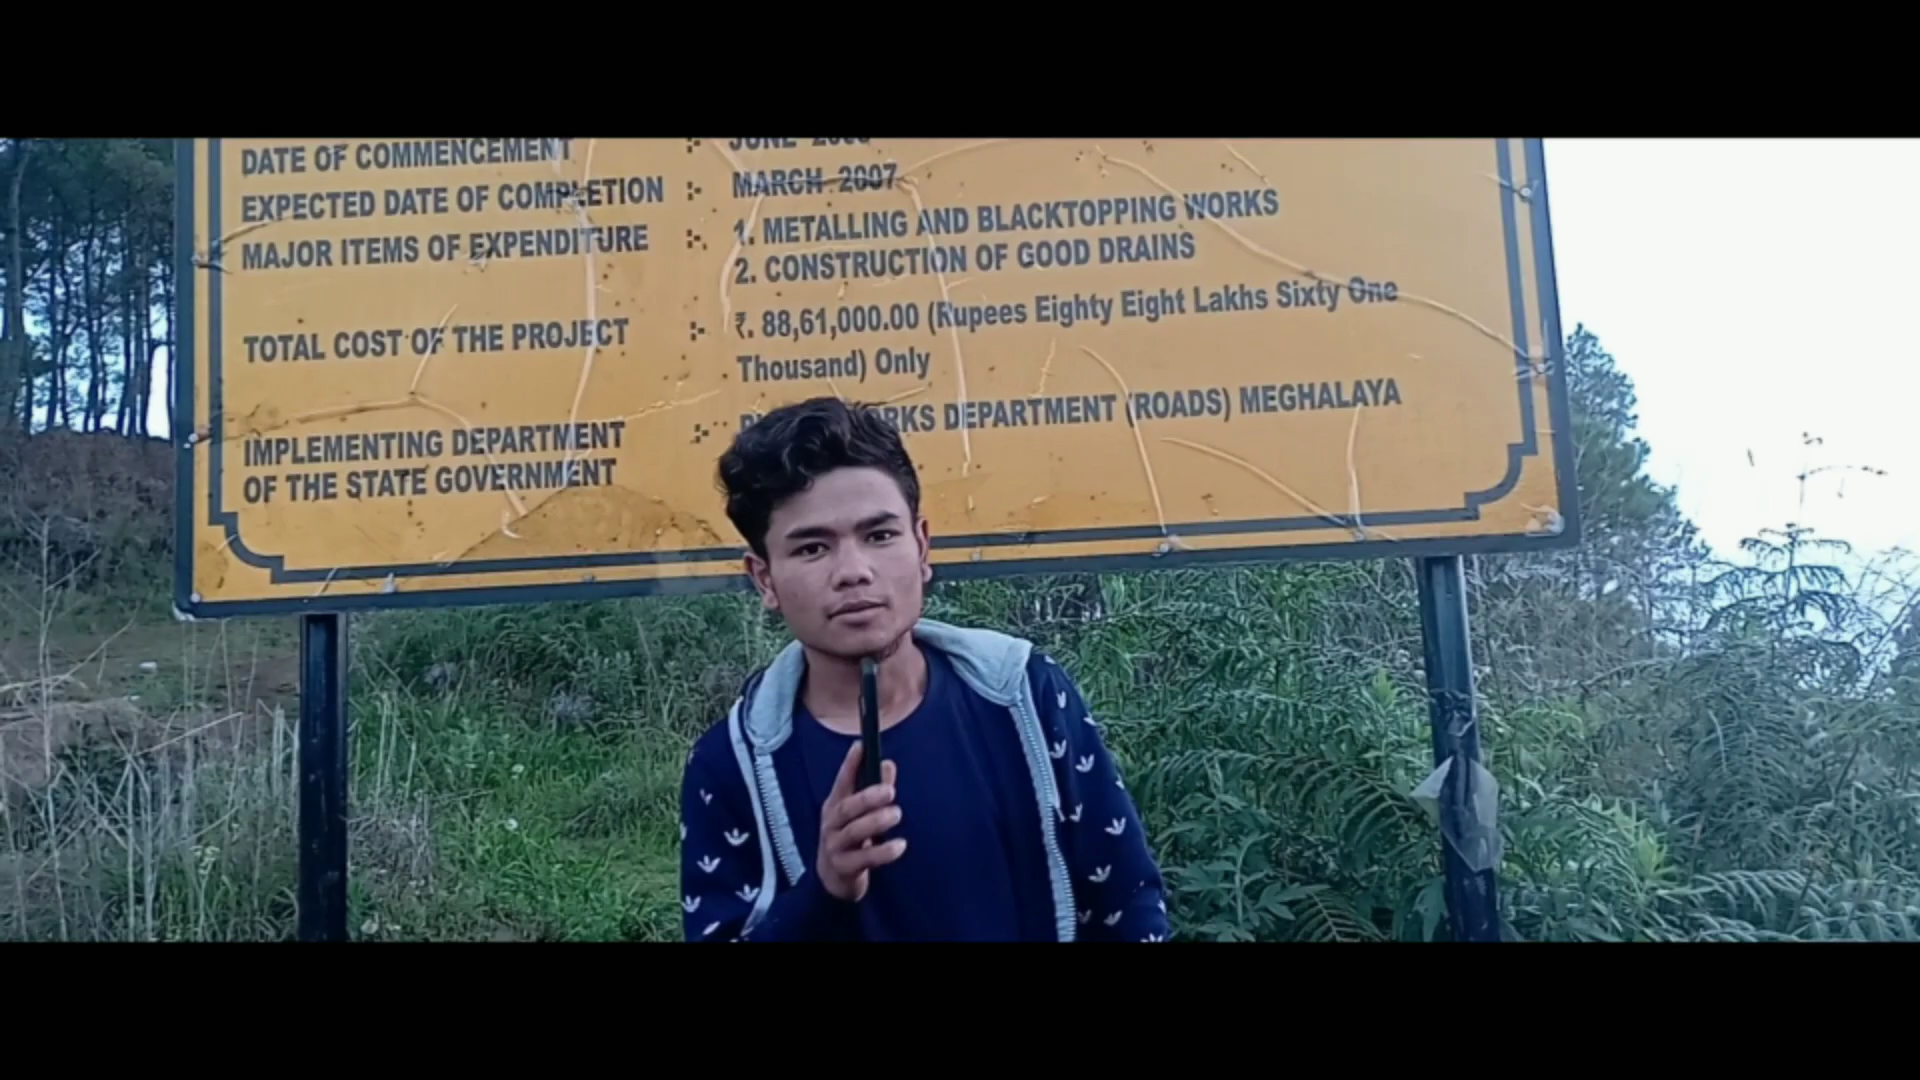 DATE OF COMMENCEMENT :- JUNE
EXPECTED DATE OF COMPLETION :- MARCH 2007
MAJOR ITEMS OF EXPENDITURE :-. 1. METALLING AND BLACKTOPPING WORKS
2. CONSTRUCTION OF GOOD DRAINS
TOTAL COST OF THE PROJECT :- ₹. 88,61,000.00 (Rupees Eighty Eight Lakhs Sixty One
Thousand) Only
IMPLEMENTING DEPARTMENT :- DEPARTMENT (ROADS) MEGHALAYA
OF THE STATE GOVERNMENT